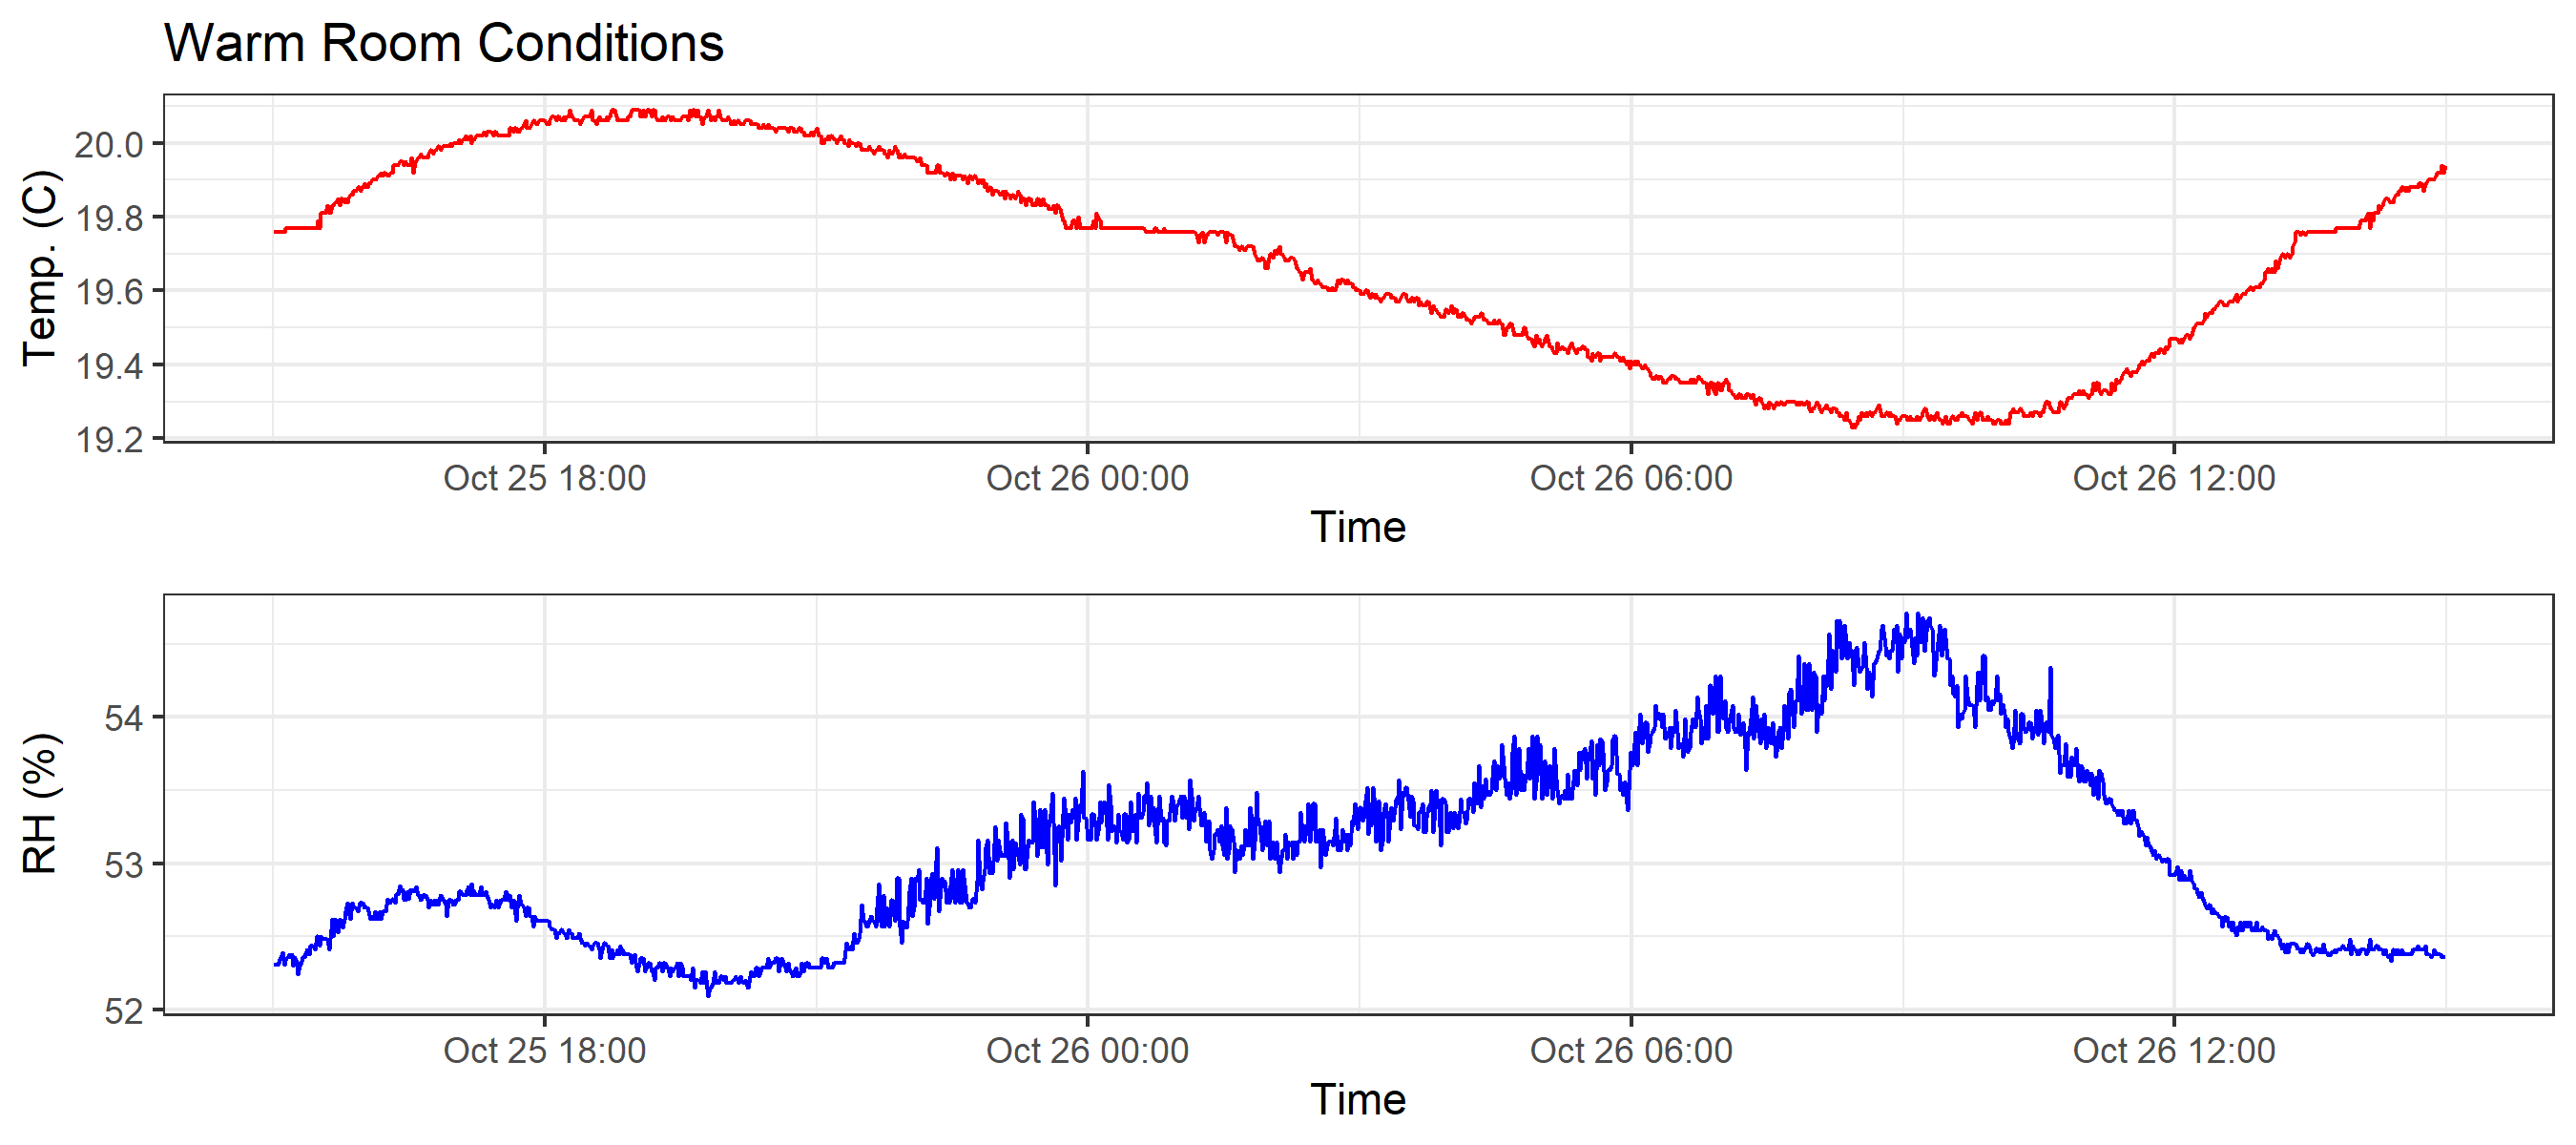 Warm Room Conditions
Temp. (C)
20.0
19.8
19.6
19.4
19.2
Oct 25 18:00 Oct 26 00:00 Oct 26 06:00 Oct 26 12:00
Time
RH (%)
54
53
52
Oct 25 18:00 Oct 26 00:00 Oct 26 06:00 Oct 26 12:00
Time